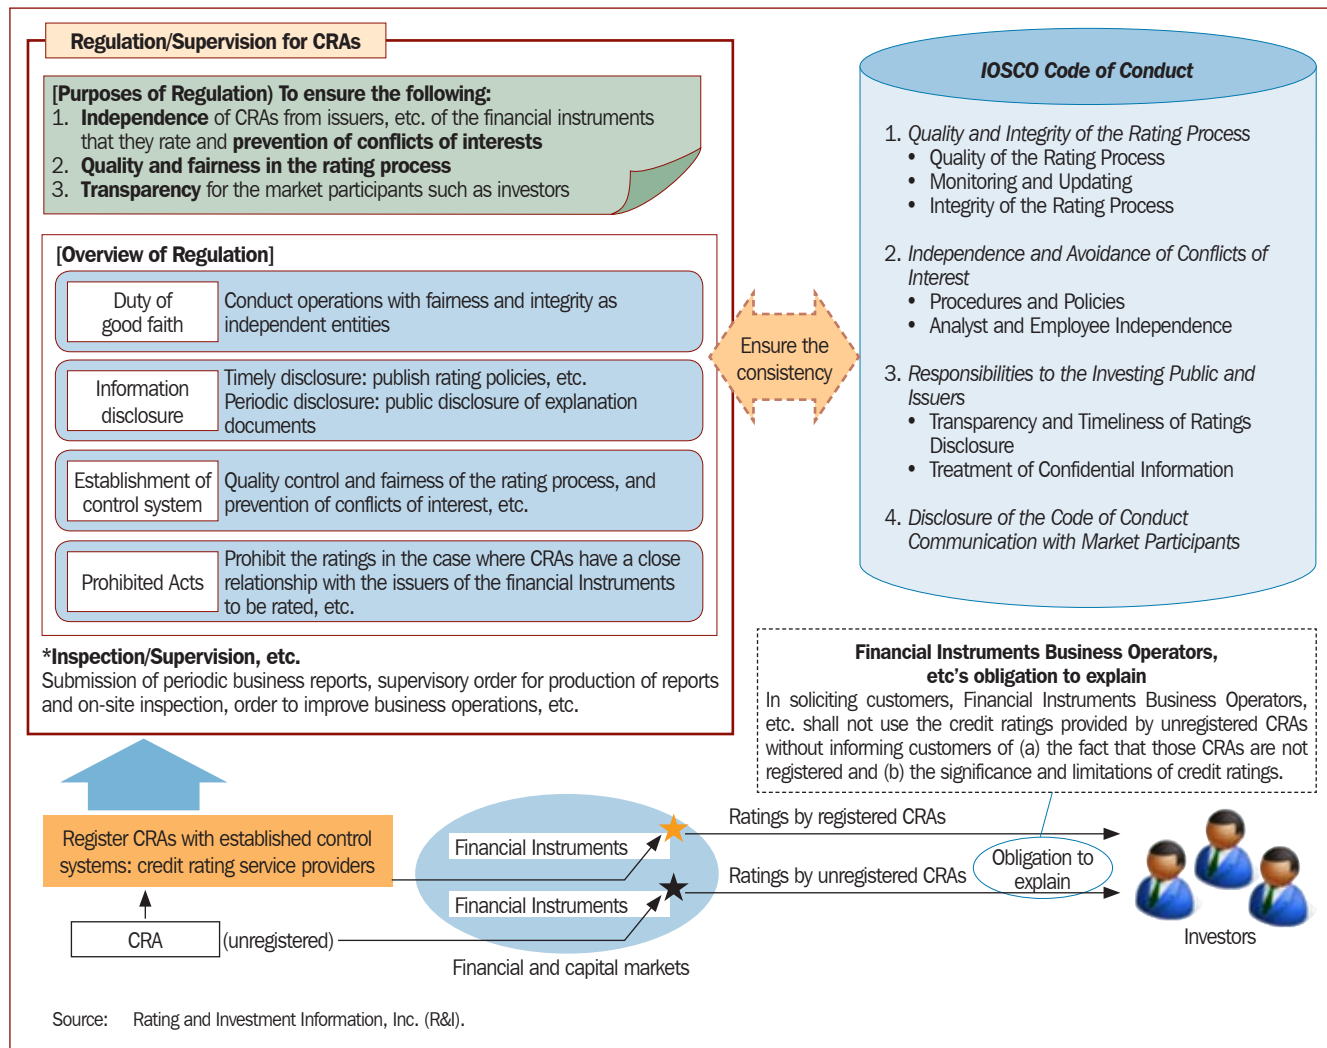 Regulation/Supervision for CRAs
[Purposes of Regulation) To ensure the following:
1. Independence of CRAs from issuers, etc. of the financial instruments
that they rate and prevention of conflicts of interests
2. Quality and fairness in the rating process
3. Transparency for the market participants such as investors
[Overview of Regulation]
Duty of
good faith
Conduct operations with fairness and integrity as
independent entities
Information
disclosure
Timely disclosure: publish rating policies, etc.
Periodic disclosure: public disclosure of explanation
documents
Establishment of
control system
Quality control and fairness of the rating process, and
prevention of conflicts of interest, etc.
Prohibited Acts
Prohibit the ratings in the case where CRAs have a close
relationship with the issuers of the financial Instruments
to be rated, etc.
*Inspection/Supervision, etc.
Submission of periodic business reports, supervisory order for production of reports
and on-site inspection, order to improve business operations, etc.
Ensure the
consistency
IOSCO Code of Conduct
1. Quality and Integrity of the Rating Process
• Quality of the Rating Process
• Monitoring and Updating
• Integrity of the Rating Process
2. Independence and Avoidance of Conflicts of
Interest
• Procedures and Policies
• Analyst and Employee Independence
3. Responsibilities to the Investing Public and
Issuers
• Transparency and Timeliness of Ratings
Disclosure
• Treatment of Confidential Information
4. Disclosure of the Code of Conduct
Communication with Market Participants
Financial Instruments Business Operators,
etc's obligation to explain
In soliciting customers, Financial Instruments Business Operators,
etc. shall not use the credit ratings provided by unregistered CRAs
without informing customers of (a) the fact that those CRAs are not
registered and (b) the significance and limitations of credit ratings.
Register CRAs with established control
systems: credit rating service providers
CRA
(unregistered)
Financial Instruments
Financial Instruments
Financial and capital markets
Ratings by registered CRAs
Ratings by unregistered CRAs
Obligation to
explain
Investors
Source: Rating and Investment Information, Inc. (R&I).